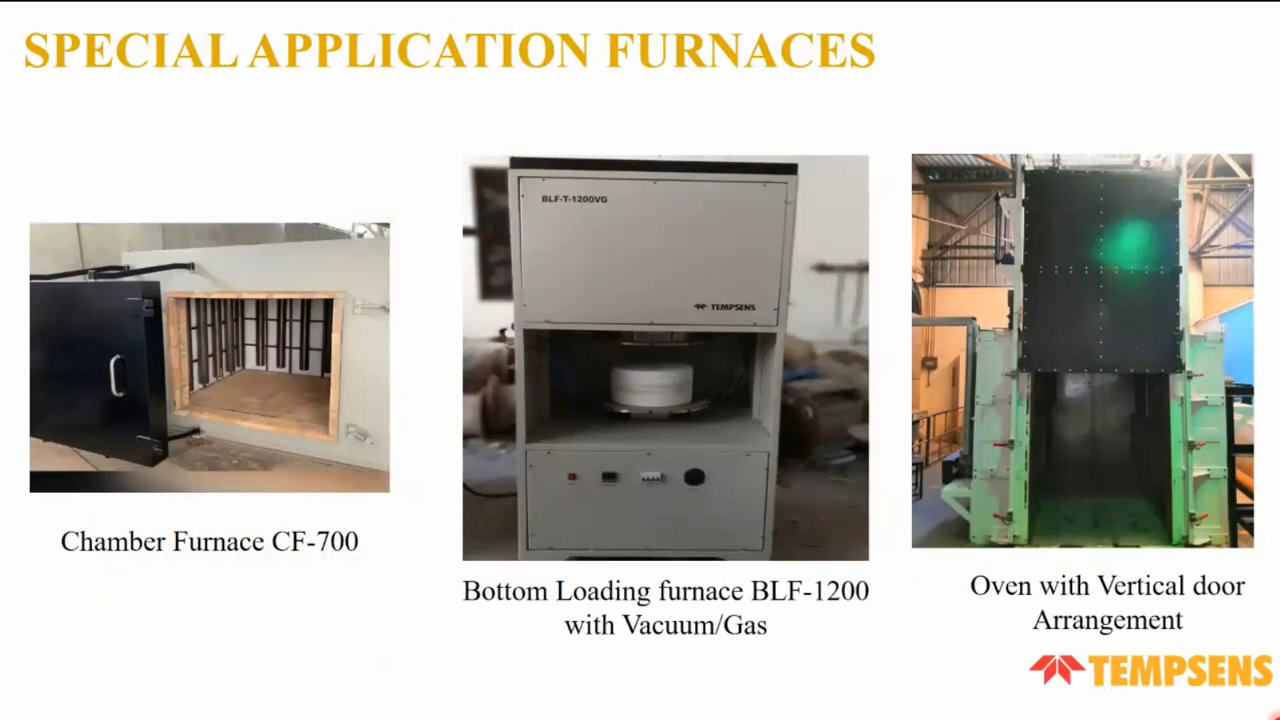 SPECIAL APPLICATION FURNACES
BLF-T-1200VG
TEMPSENS
Chamber Furnace CF-700
Bottom Loading furnace BLF-1200
with Vacuum/Gas
Oven with Vertical door
Arrangement
TEMPSENS